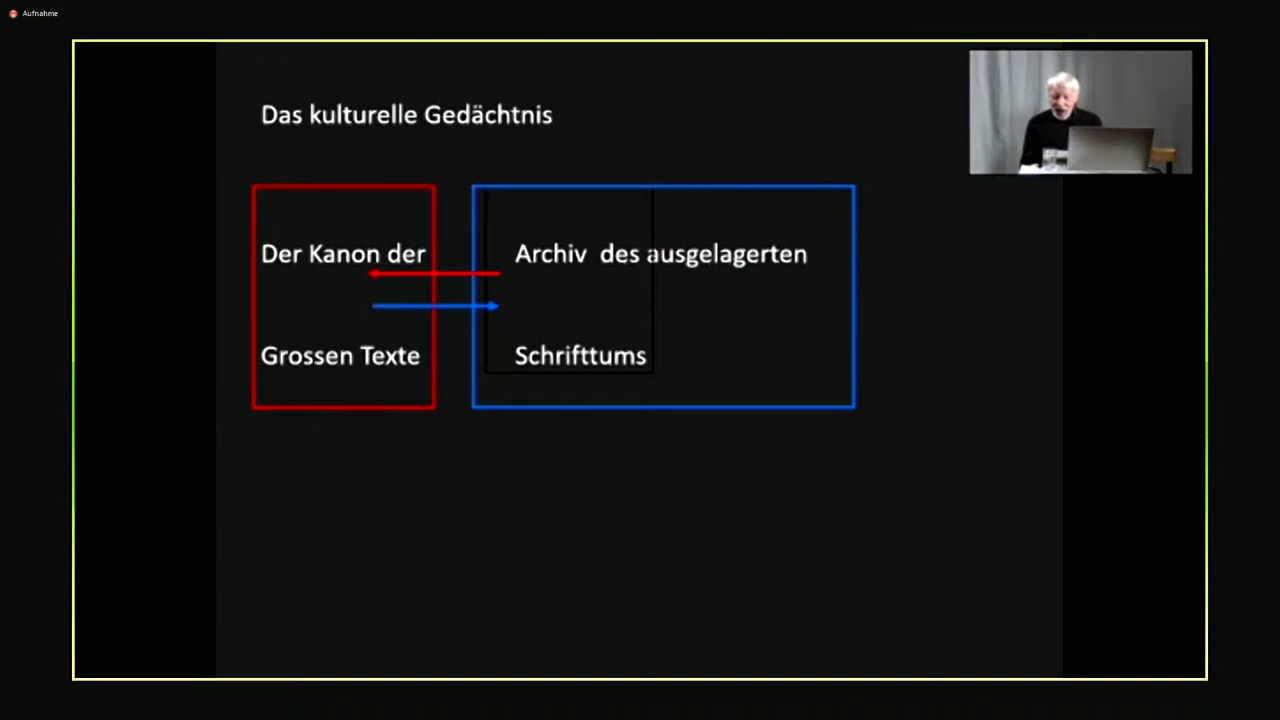 Aufnahme
Das kulturelle Gedächtnis
Der Kanon der
Grossen Texte
Archiv des ausgelagerten
Schrifttums